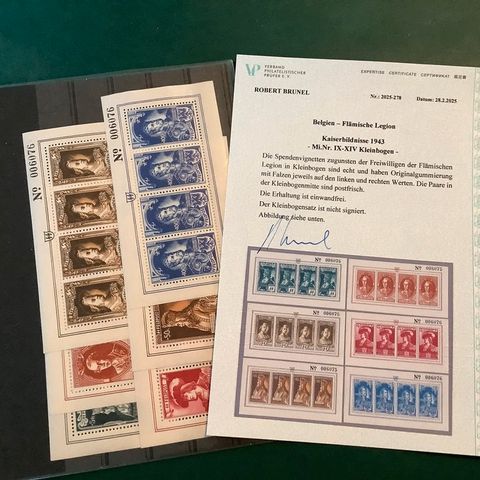 VP VERBAND
PHILATELISTISCHER
PRÜFER E.V.
EXPERTISE CERTIFICATE CERTIFICAT
ROBERT BRUNEL Nr.: 2025-278 Datum: 28.2.2025
Belgien – Flämische Legion
Kaiserbildnisse 1943
- Mi.Nr. IX-XIV Kleinbogen -
Die Spendenvignetten zugunsten der Freiwilligen der Flämischen
Legion in Kleinbogen sind echt und haben Originalgummierung
mit Falzen jeweils auf den linken und rechten Werten. Die Paare in
der Kleinbogenmitte sind postfrisch.
Die Erhaltung ist einwandfrei.
Der Kleinbogensatz ist nicht signiert.
Abbildung siehe unten.
No 006076
No 006076
50
No 006076
No 006076
No 006076
No 006076
No 006076